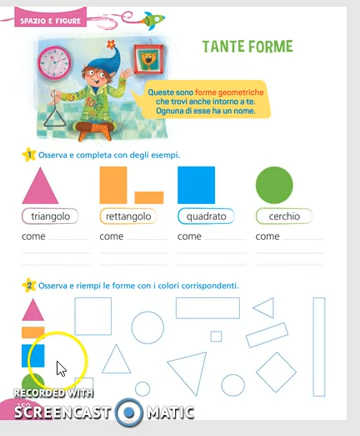 SPAZIO E FIGURE
TANTE FORME
Queste sono forme geometriche
che trovi anche intorno a te.
Ognuna di esse ha un nome.
1 Osserva e completa con degli esempi.
triangolo rettangolo quadrato cerchio
come come come come
2 Osserva e riempi le forme con i colori corrispondenti.
RECORDED WITH
SCREENCAST MATIC